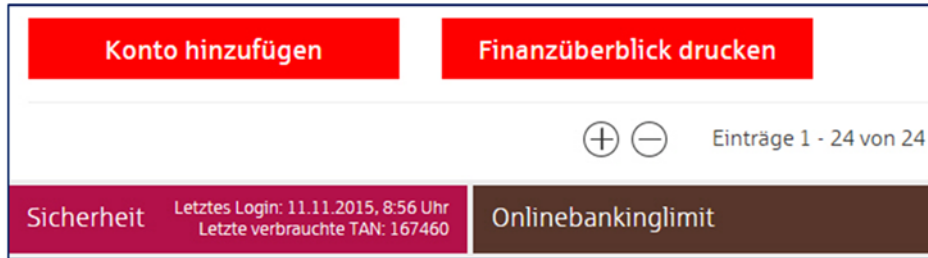 Konto hinzufügen
Finanzüberblick drucken
Einträge 1 - 24 von 24
Sicherheit
Letztes Login: 11.11.2015, 8:56 Uhr
Letzte verbrauchte TAN: 167460
Onlinebankinglimit